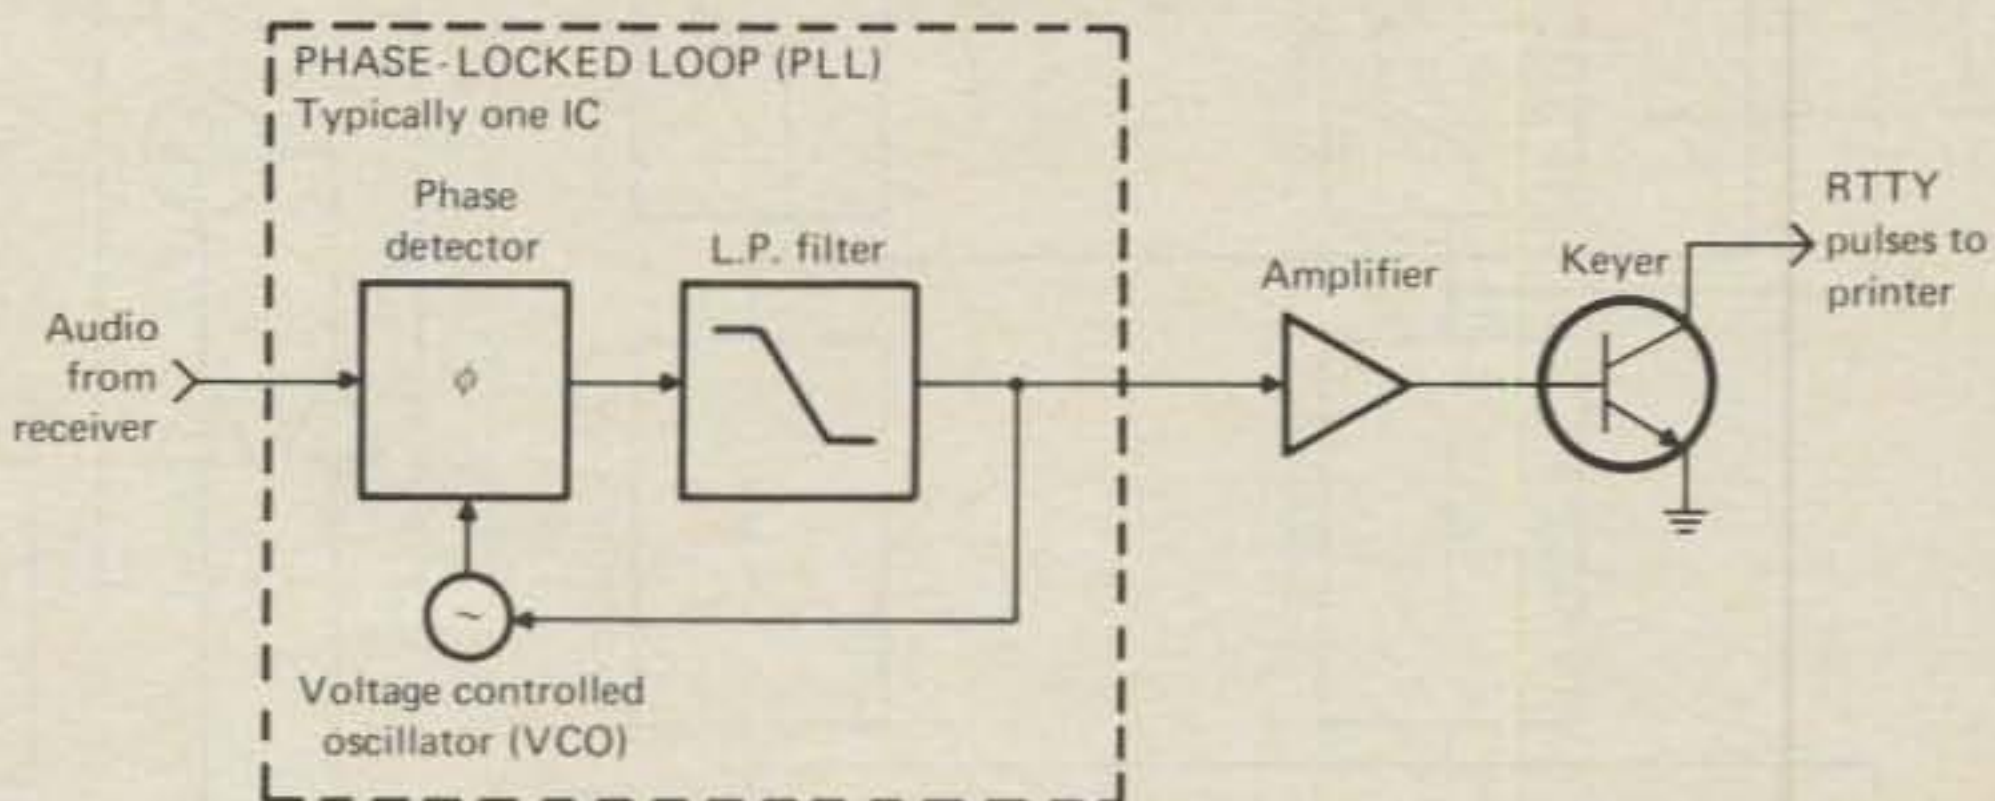 PHASE-LOCKED LOOP (PLL)
Typically one IC
Phase
detector
L.P. filter
Audio
from
receiver
ϕ
~
Voltage controlled
oscillator (VCO)
Amplifier
Keyer
RTTY
pulses to
printer